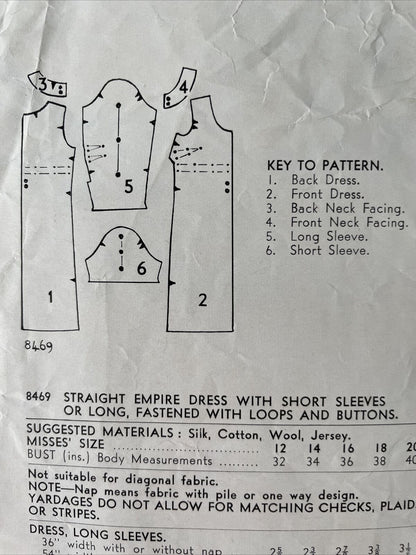 3
4
5
6
1
2
8469
KEY TO PATTERN.
1. Back Dress.
2. Front Dress.
3. Back Neck Facing.
4. Front Neck Facing.
5. Long Sleeve.
6. Short Sleeve.
8469 STRAIGHT EMPIRE DRESS WITH SHORT SLEEVES
OR LONG, FASTENED WITH LOOPS AND BUTTONS.
SUGGESTED MATERIALS : Silk, Cotton, Wool, Jersey.
MISSES' SIZE .......... 12 14 16 18 20
BUST (ins.) Body Measurements ........ 32 34 36 38 40
Not suitable for diagonal fabric.
NOTE—Nap means fabric with pile or one way design.
YARDAGES DO NOT ALLOW FOR MATCHING CHECKS, PLAID
OR STRIPES.
DRESS, LONG SLEEVES.
36" width with or without nap
54" width